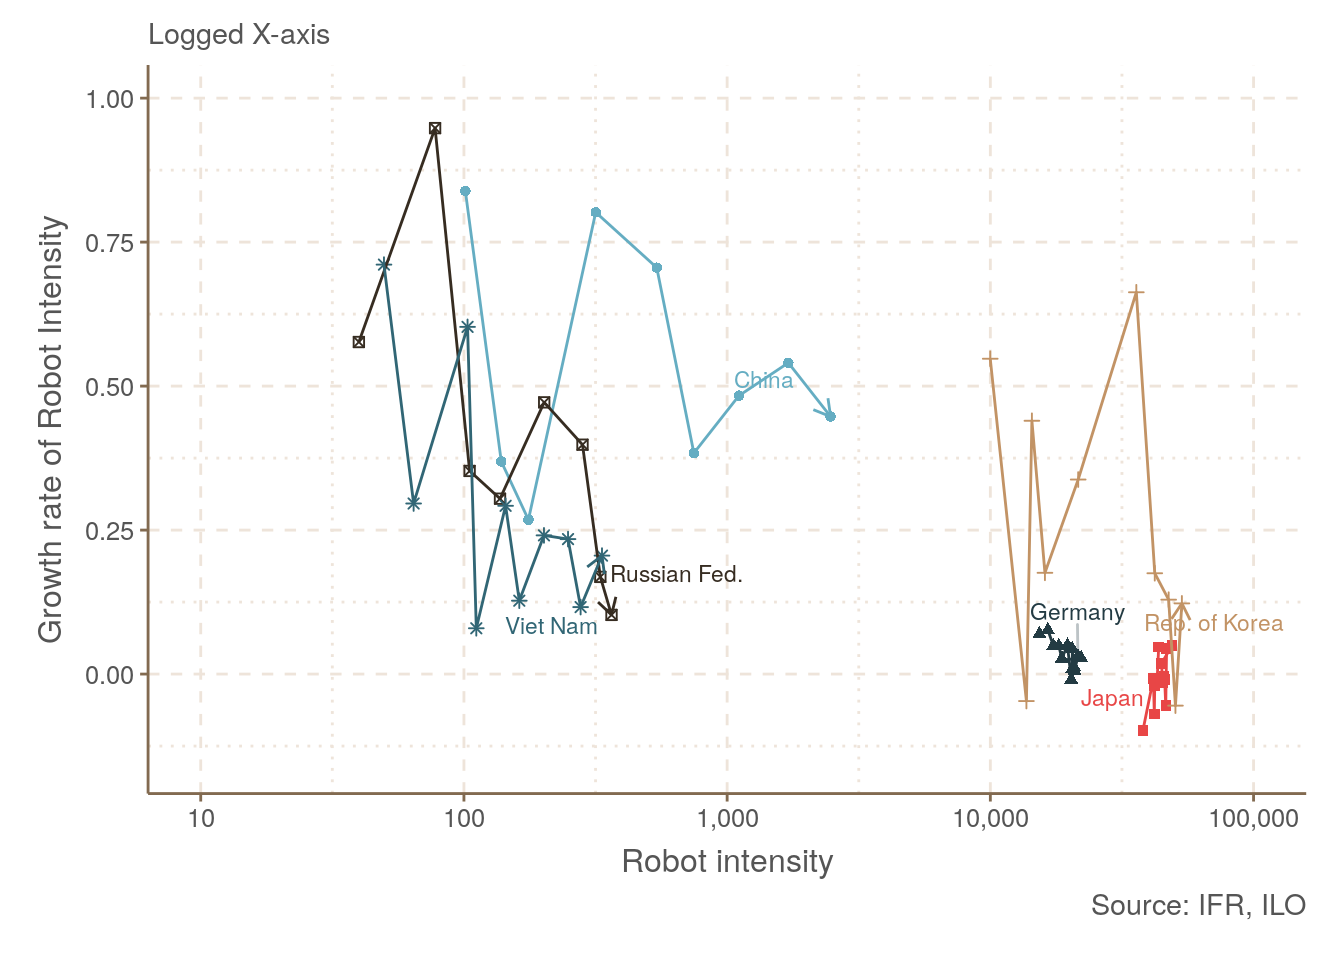 Logged X-axis
1.00
0.75
0.50
0.25
0.00
Growth rate of Robot Intensity
China
Russian Fed.
Viet Nam
Germany
Rep. of Korea
Japan
10
100
1,000
10,000
100,000
Robot intensity
Source: IFR, ILO